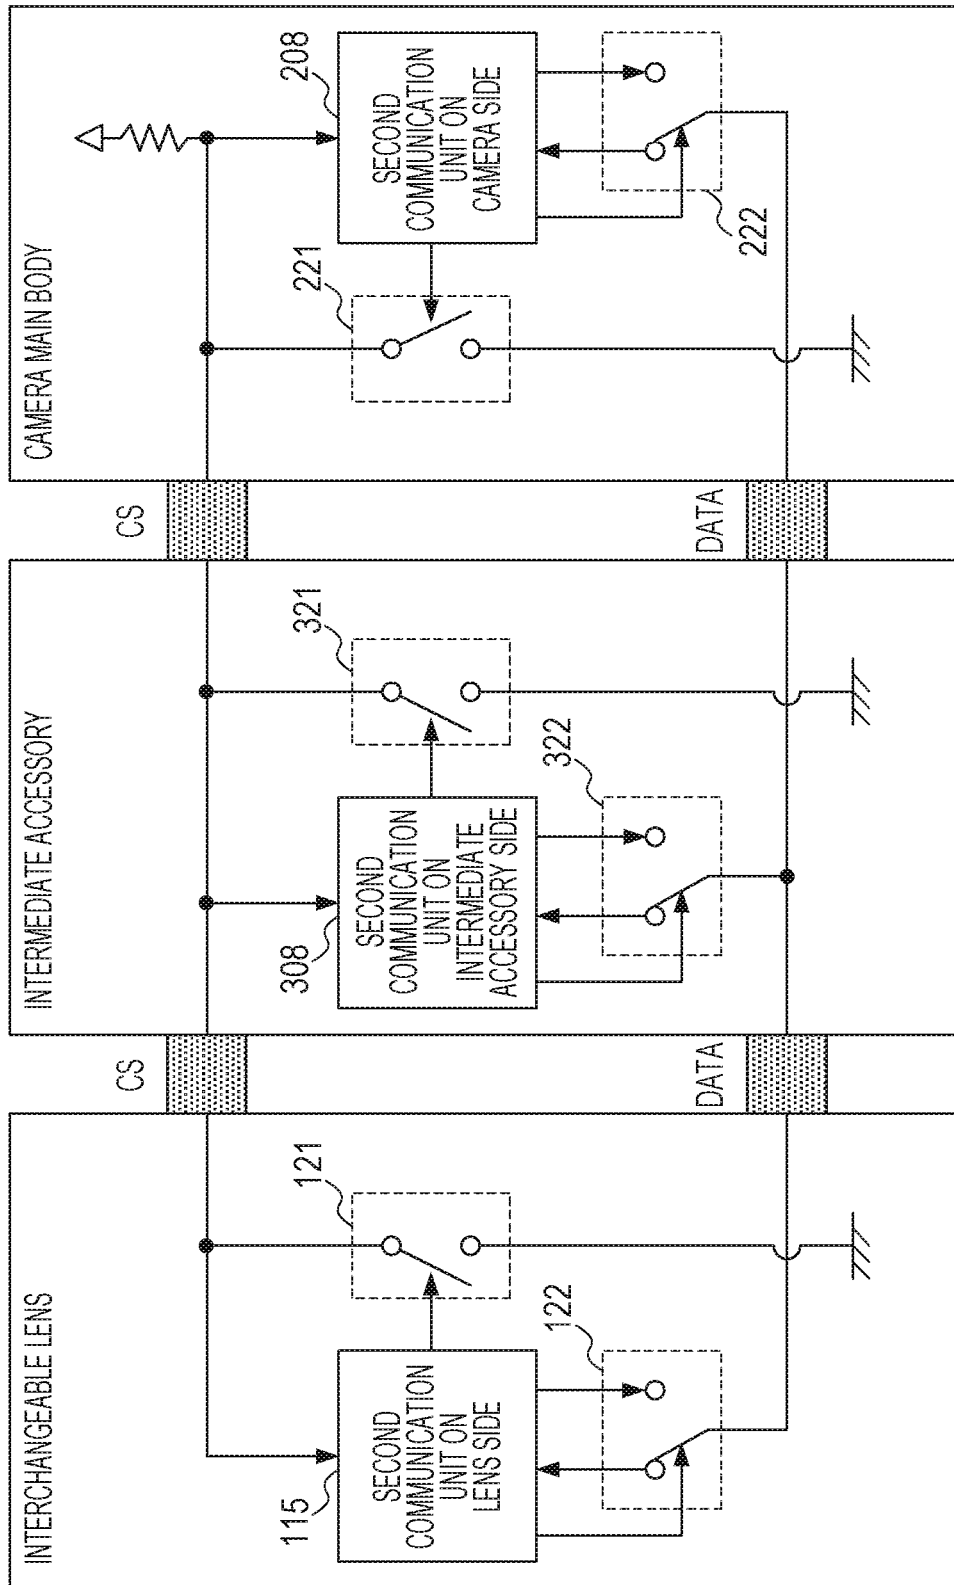 INTERCHANGEABLE LENS
115
SECOND
COMMUNICATION
UNIT ON
LENS SIDE
121
122
CS
DATA
INTERMEDIATE ACCESSORY
308
SECOND
COMMUNICATION
UNIT ON
INTERMEDIATE
ACCESSORY SIDE
321
322
CS
DATA
CAMERA MAIN BODY
221
SECOND
COMMUNICATION
UNIT ON
CAMERA SIDE
208
222